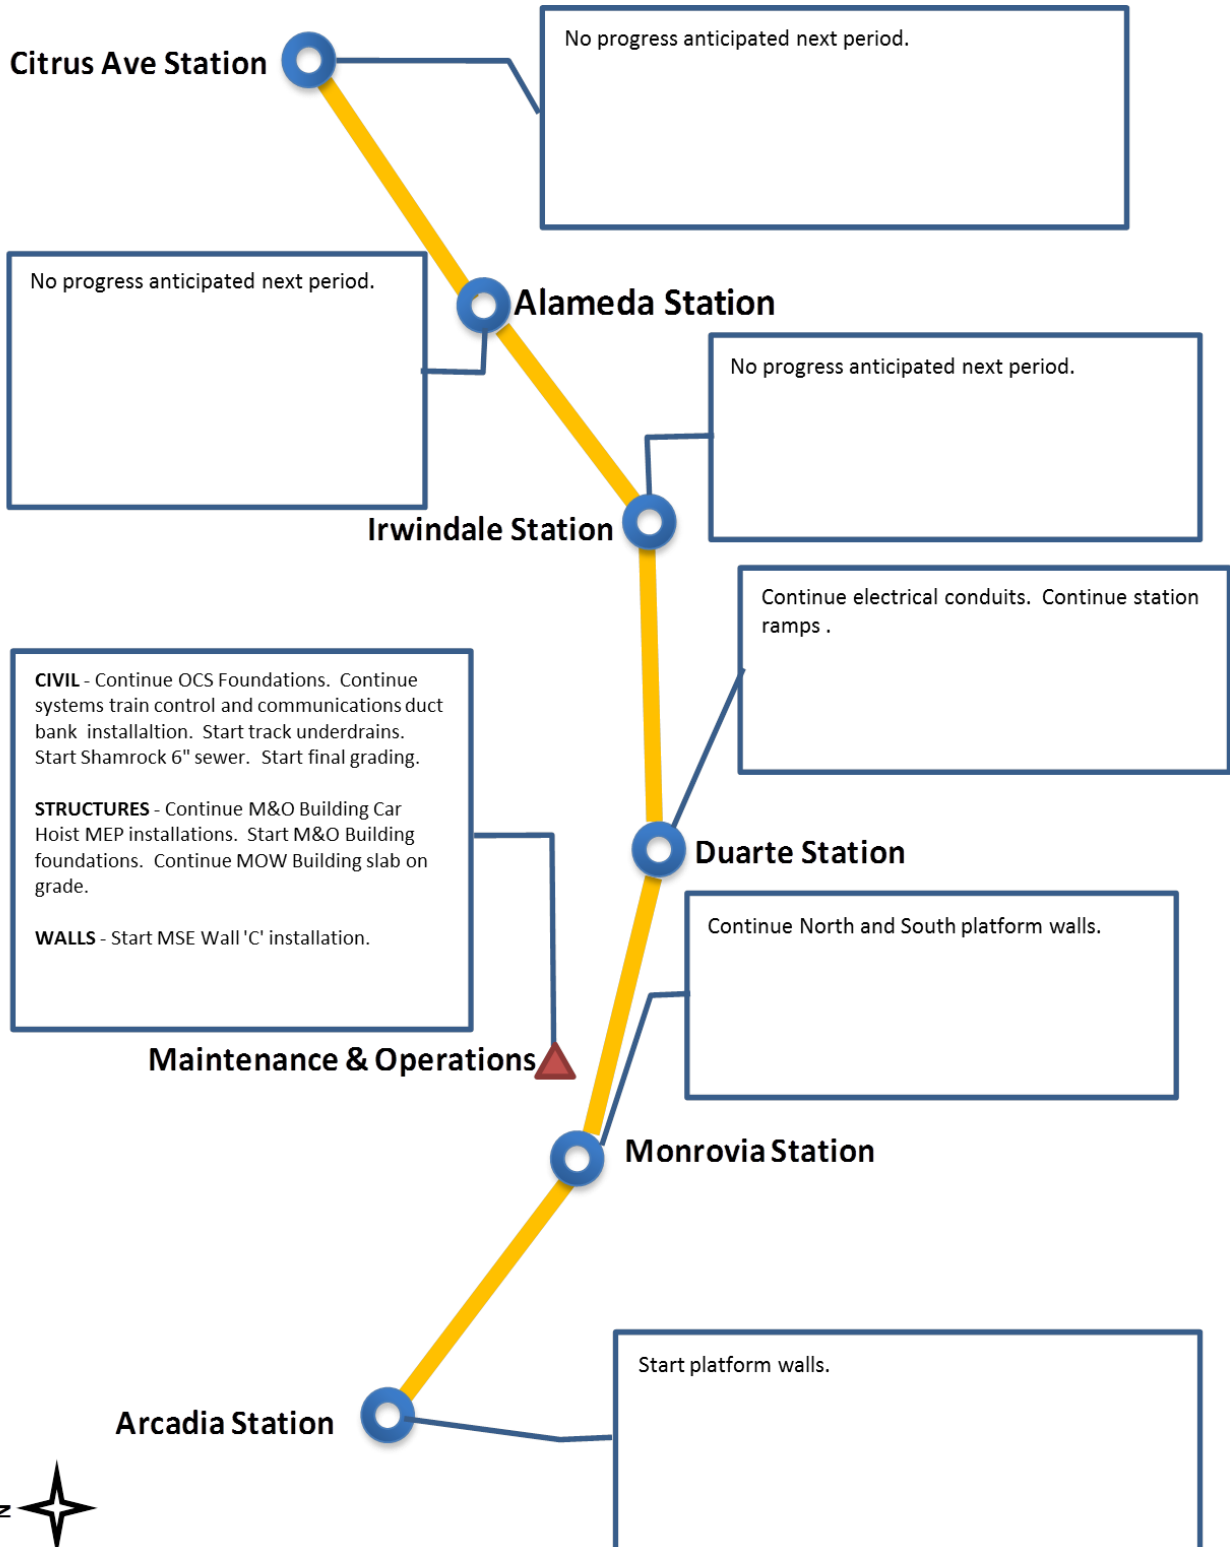 No progress anticipated next period.
Citrus Ave Station
No progress anticipated next period.
Alameda Station
No progress anticipated next period.
Irwindale Station
Continue electrical conduits.  Continue station
ramps .
CIVIL - Continue OCS Foundations.  Continue
systems train control and communications duct
bank  installaltion.  Start track underdrains.
Start Shamrock 6" sewer.  Start final grading.
STRUCTURES - Continue M&O Building Car
Hoist MEP installations.  Start M&O Building
foundations.  Continue MOW Building slab on
grade.
WALLS - Start MSE Wall 'C' installation.
Duarte Station
Continue North and South platform walls.
Maintenance & Operations
Monrovia Station
Start platform walls.
Arcadia Station
N